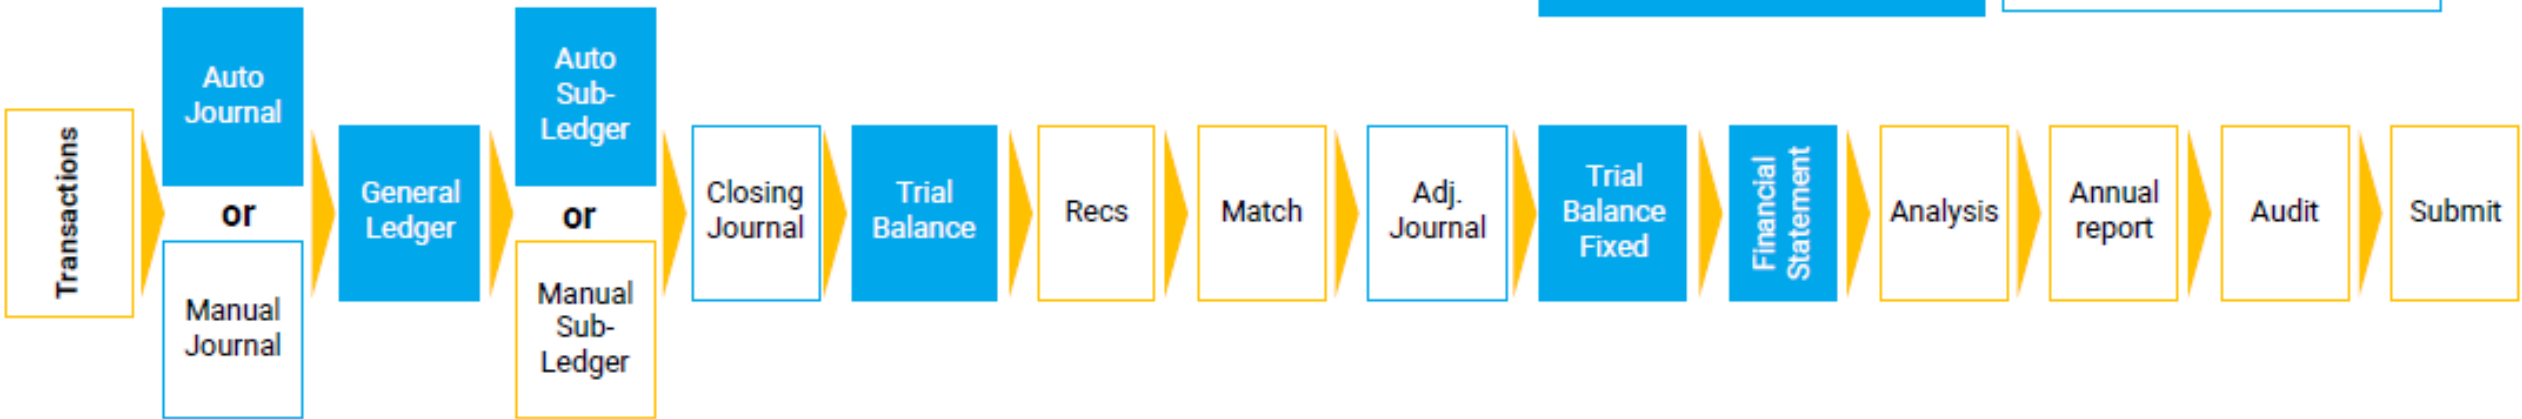 Transactions
Auto
Journal
or
Manual
Journal
General
Ledger
Auto
Sub-
Ledger
or
Manual
Sub-
Ledger
Closing
Journal
Trial
Balance
Recs
Match
Adj.
Journal
Trial
Balance
Fixed
Financial
Statement
Analysis
Annual
report
Audit
Submit